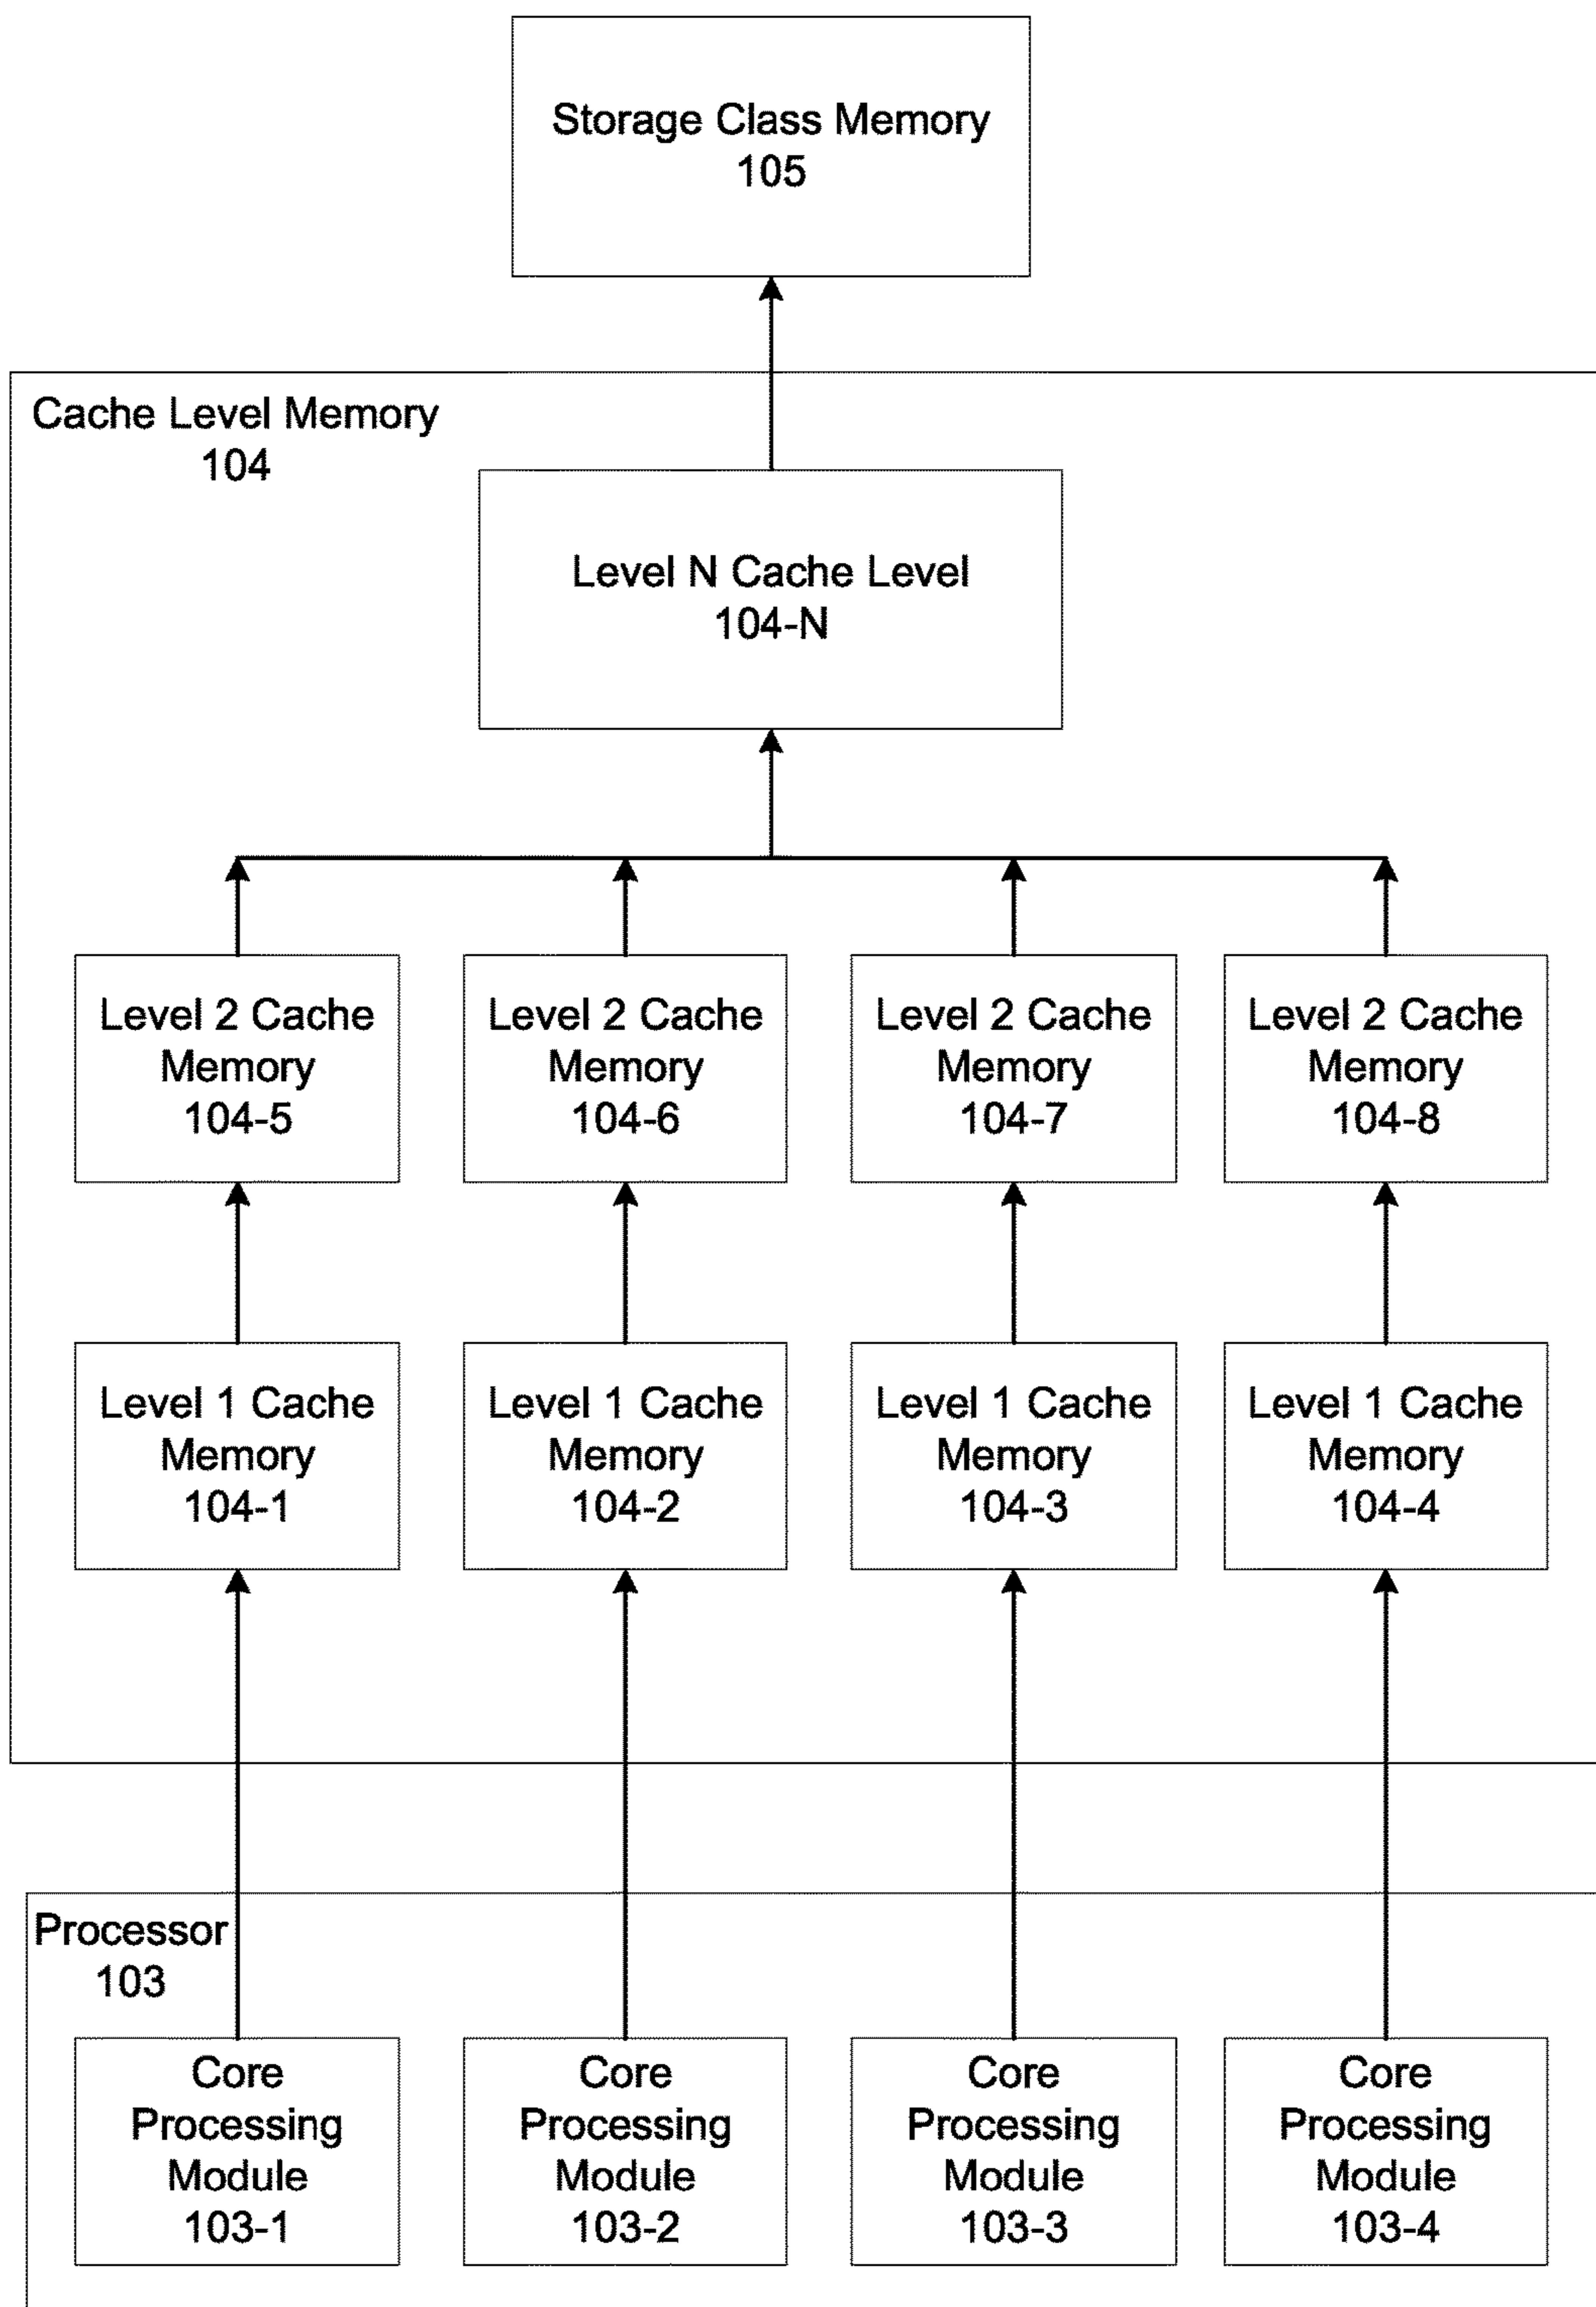 Storage Class Memory
105
Cache Level Memory
104
Level N Cache Level
104-N
Level 2 Cache
Memory
104-5
Level 2 Cache
Memory
104-6
Level 2 Cache
Memory
104-7
Level 2 Cache
Memory
104-8
Level 1 Cache
Memory
104-1
Level 1 Cache
Memory
104-2
Level 1 Cache
Memory
104-3
Level 1 Cache
Memory
104-4
Processor
103
Core
Processing
Module
103-1
Core
Processing
Module
103-2
Core
Processing
Module
103-3
Core
Processing
Module
103-4